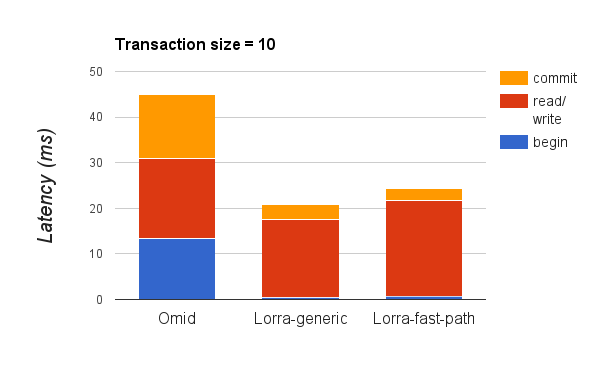 Transaction size = 10
Latency (ms)
50
40
30
20
10
0
Omid
Lorra-generic
Lorra-fast-path
commit
read/
write
begin